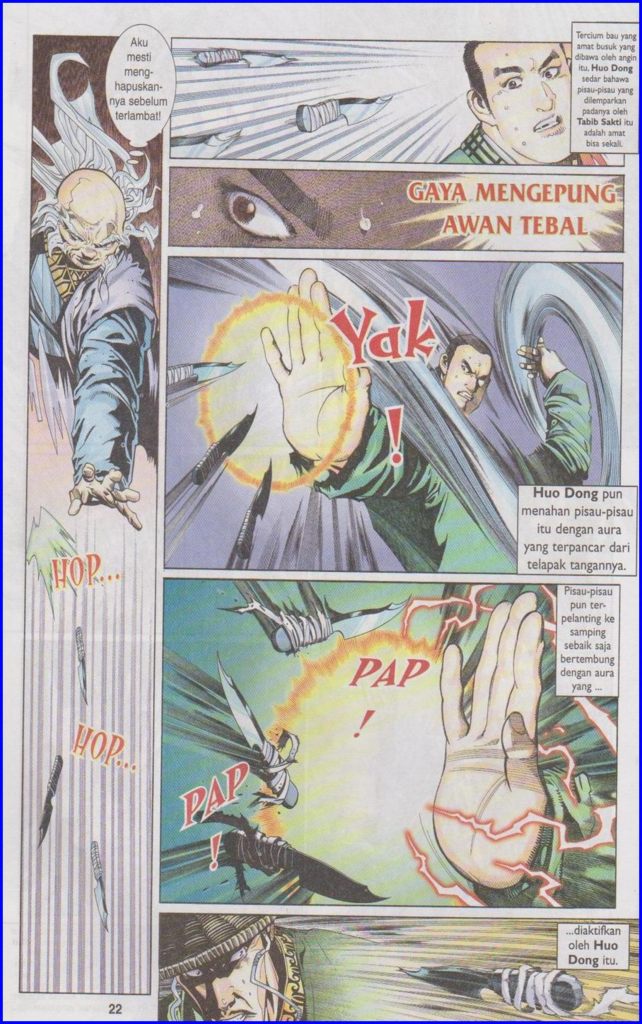 Aku
mesti
meng-
hapuskan-
nya sebelum
terlambat!
HOP...
HOP...
Tercium bau yang
amat busuk yang
dibawa oleh angin
itu. Huo Dong
sedar bahawa
pisau-pisau yang
dilemparkan
padanya oleh
Tabib Sakti itu
adalah amat
bisa sekali.
GAYA MENGEPUNG
AWAN TEBAL
Yak
!
Huo Dong pun
menahan pisau-pisau
itu dengan aura
yang terpancar dari
telapak tangannya.
Pisau-pisau
pun ter-
pelanting ke
samping
sebaik saja
bertembung
dengan aura
yang ...
PAP
!
PAP
!
...diaktifkan
oleh Huo
Dong itu.
22